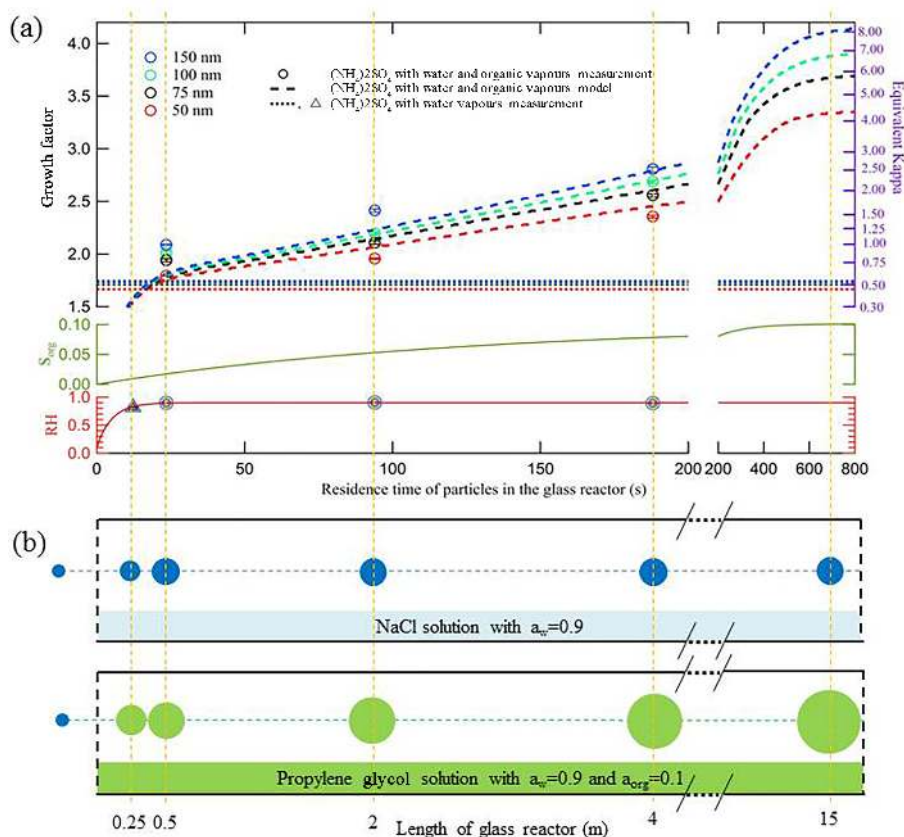 (a)
4.0
3.5
3.0
2.5
2.0
1.5
Growth factor
150 nm
100 nm
75 nm
50 nm
(NH4)2SO4 with water and organic vapours measurement
(NH4)2SO4 with water and organic vapours model
(NH4)2SO4 with water vapours measurement
8.00
7.00
6.00
5.00
4.00
3.00
2.50
2.00
1.50
1.25
1.00
0.75
0.50
0.30
Equivalent Kappa
0.10
0.05
0.00
Sorg
1.0
0.5
0.0
RH
0 50 100 150 200 200 400 600 800
Residence time of particles in the glass reactor (s)
(b)
NaCl solution with aw=0.9
Propylene glycol solution with aw=0.9 and aorg=0.1
0.25 0.5 2 4 15
Length of glass reactor (m)